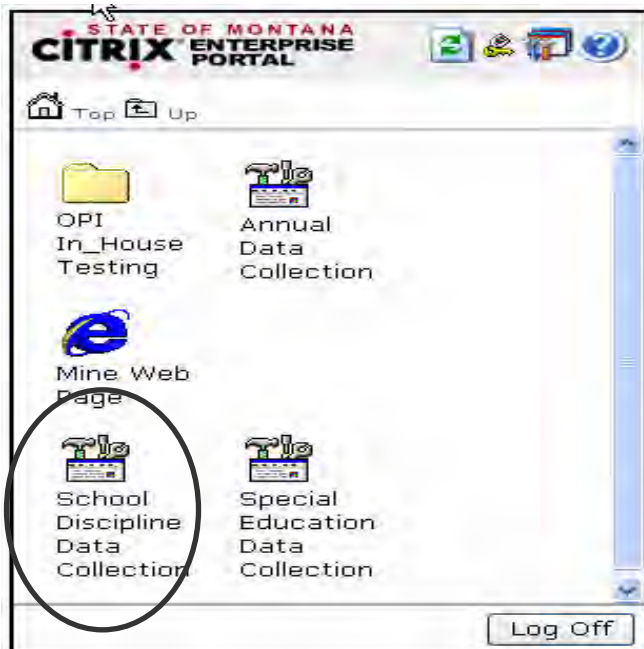 STATE OF MONTANA
CITRIX ENTERPRISE
PORTAL
Top Up
OPI
In_House
Testing
Annual
Data
Collection
Mine Web
Page
School
Discipline
Data
Collection
Special
Education
Data
Collection
Log Off